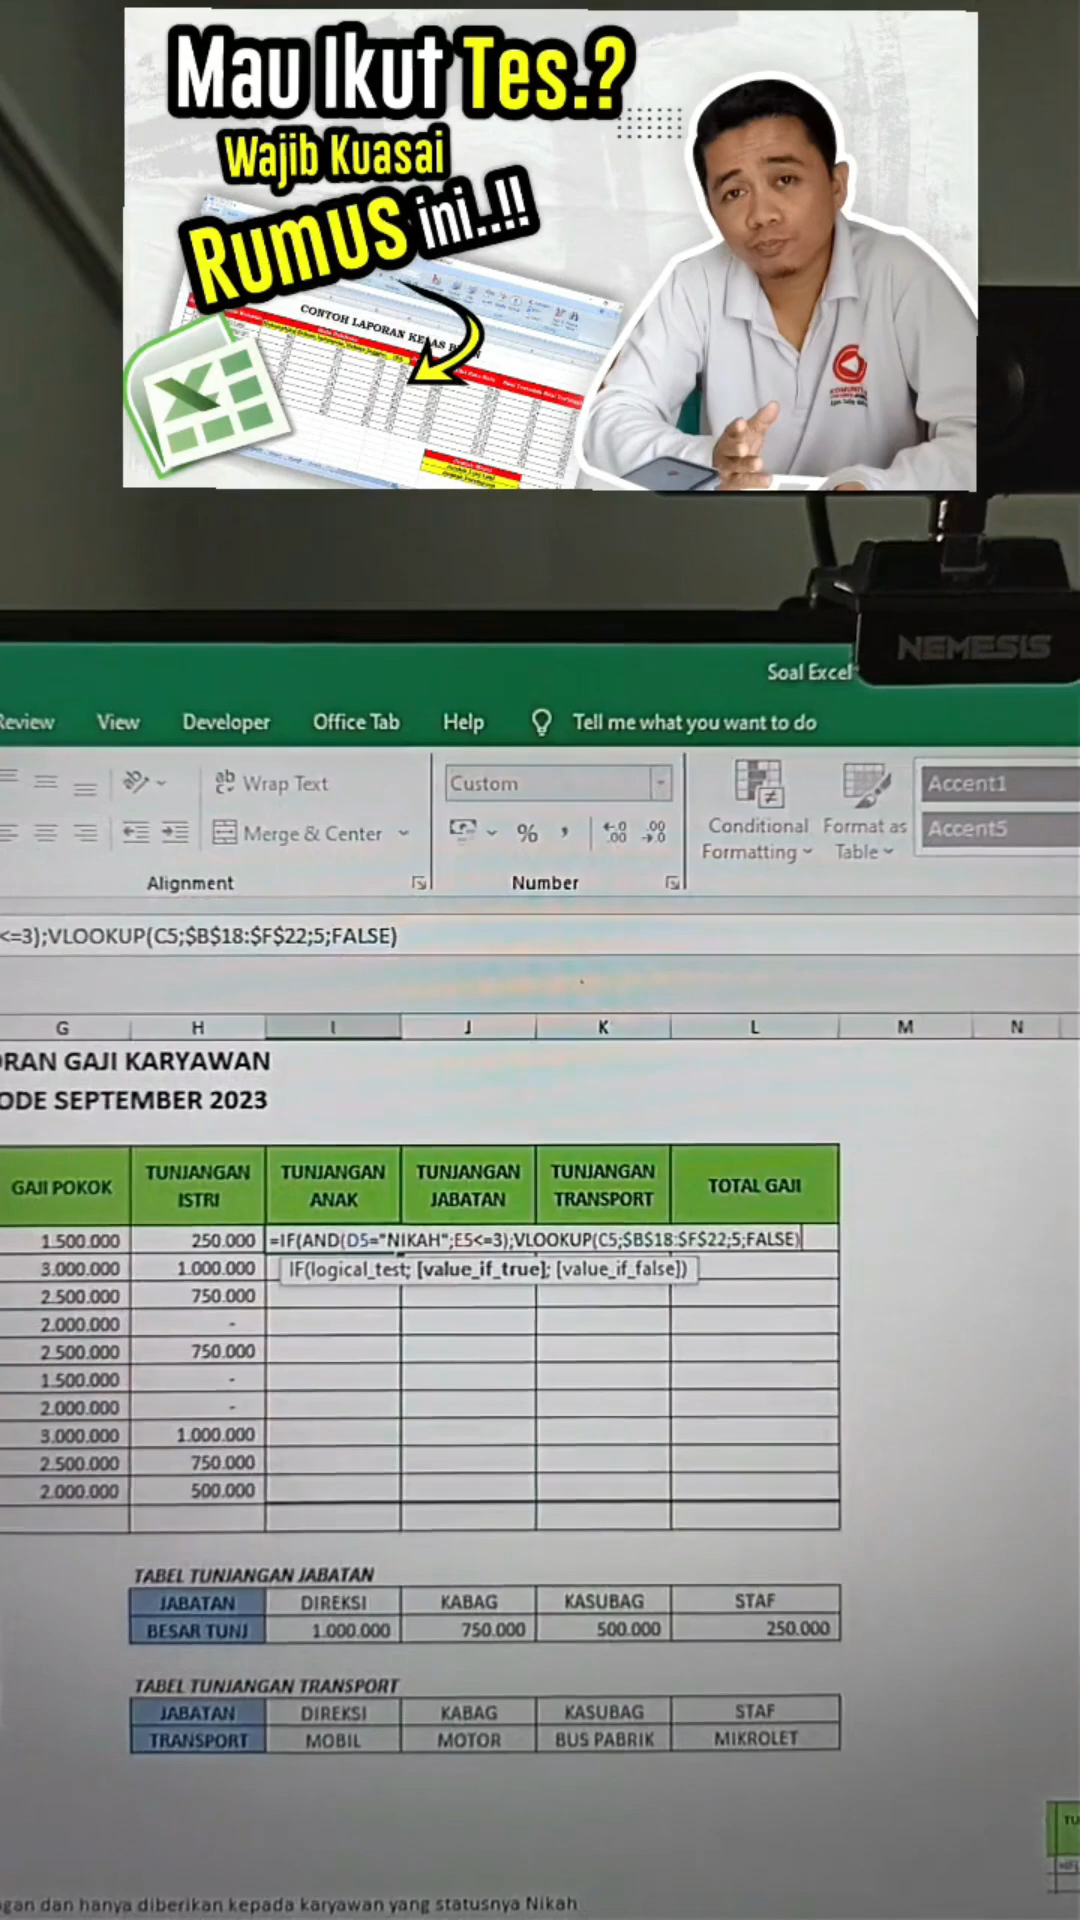 Mau Ikut Tes.?
Wajib Kuasai
Rumus ini..!!
CONTOH LAPORAN
NEMESIS
Soal Excel
Review View Developer Office Tab Help Tell me what you want to do
Wrap Text
Merge & Center
Alignment
Custom
%
Number
Conditional Formatting
Format as Table
Accent1
Accent5
<=3);VLOOKUP(C5;$B$18:$F$22;5;FALSE)
G H I J K L M N
ORAN GAJI KARYAWAN
ODE SEPTEMBER 2023
GAJI POKOK TUNJANGAN ISTRI TUNJANGAN ANAK TUNJANGAN JABATAN TUNJANGAN TRANSPORT TOTAL GAJI
1.500.000 250.000 =IF(AND(D5="NIKAH";E5<=3);VLOOKUP(C5;$B$18:$F$22;5;FALSE)
IF(logical_test; [value_if_true]; [value_if_false])
3.000.000 1.000.000
2.500.000 750.000
2.000.000 -
2.500.000 750.000
1.500.000 -
2.000.000 -
3.000.000 1.000.000
2.500.000 750.000
2.000.000 500.000
TABEL TUNJANGAN JABATAN
JABATAN DIREKSI KABAG KASUBAG STAF
BESAR TUNJ 1.000.000 750.000 500.000 250.000
TABEL TUNJANGAN TRANSPORT
JABATAN DIREKSI KABAG KASUBAG STAF
TRANSPORT MOBIL MOTOR BUS PABRIK MIKROLET
TU
ngan dan hanya diberikan kepada karyawan yang statusnya Nikah